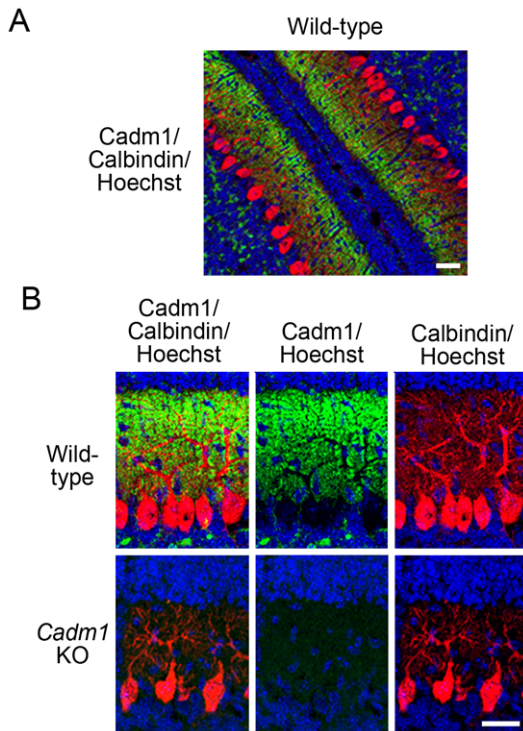 A
Wild-type
Cadm1/
Calbindin/
Hoechst
B
Cadm1/
Calbindin/
Hoechst
Cadm1/
Hoechst
Calbindin/
Hoechst
Wild-
type
Cadm1
KO